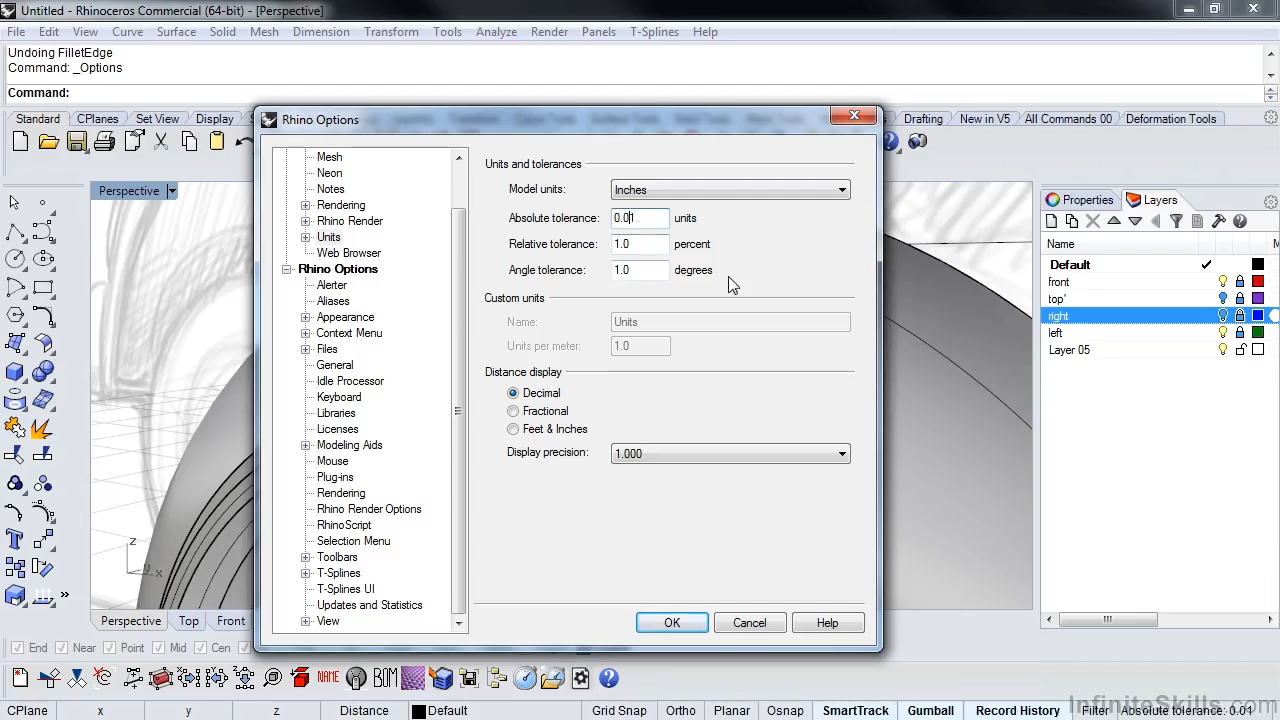 Untitled - Rhinoceros Commercial (64-bit) - [Perspective]
File Edit View Curve Surface Solid Mesh Dimension Transform Tools Analyze Render Panels T-Splines Help
Undoing FilletEdge
Command: _Options
Command:
Standard CPlanes Set View Display Drafting New in V5 All Commands 00 Deformation Tools
Rhino Options
Perspective
Mesh
Neon
Notes
Rendering
Rhino Render
Units
Web Browser
Rhino Options
Alerter
Aliases
Appearance
Context Menu
Files
General
Idle Processor
Keyboard
Libraries
Licenses
Modeling Aids
Mouse
Plug-ins
Rendering
Rhino Render Options
RhinoScript
Selection Menu
Toolbars
T-Splines
T-Splines UI
Updates and Statistics
View
Units and tolerances
Model units: Inches
Absolute tolerance: 0.01 units
Relative tolerance: 1.0 percent
Angle tolerance: 1.0 degrees
Custom units
Name: Units
Units per meter: 1.0
Distance display
Decimal
Fractional
Feet & Inches
Display precision: 1.000
OK Cancel Help
Properties Layers
Name
Default
front
top'
right
left
Layer 05
z
y
x
Perspective Top Front
End Near Point Mid Cen
NAME BOM
CPlane x y z Distance Default Grid Snap Ortho Planar Osnap SmartTrack Gumball Record History Filter Absolute tolerance: 0.01
InfiniteSkills.com